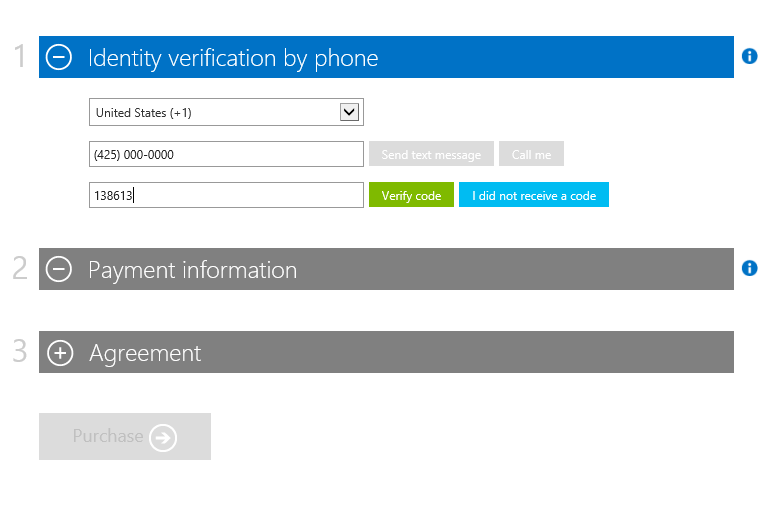 1 Identity verification by phone
United States (+1)
(425) 000-0000 Send text message Call me
138613 Verify code I did not receive a code
2 Payment information
3 Agreement
Purchase